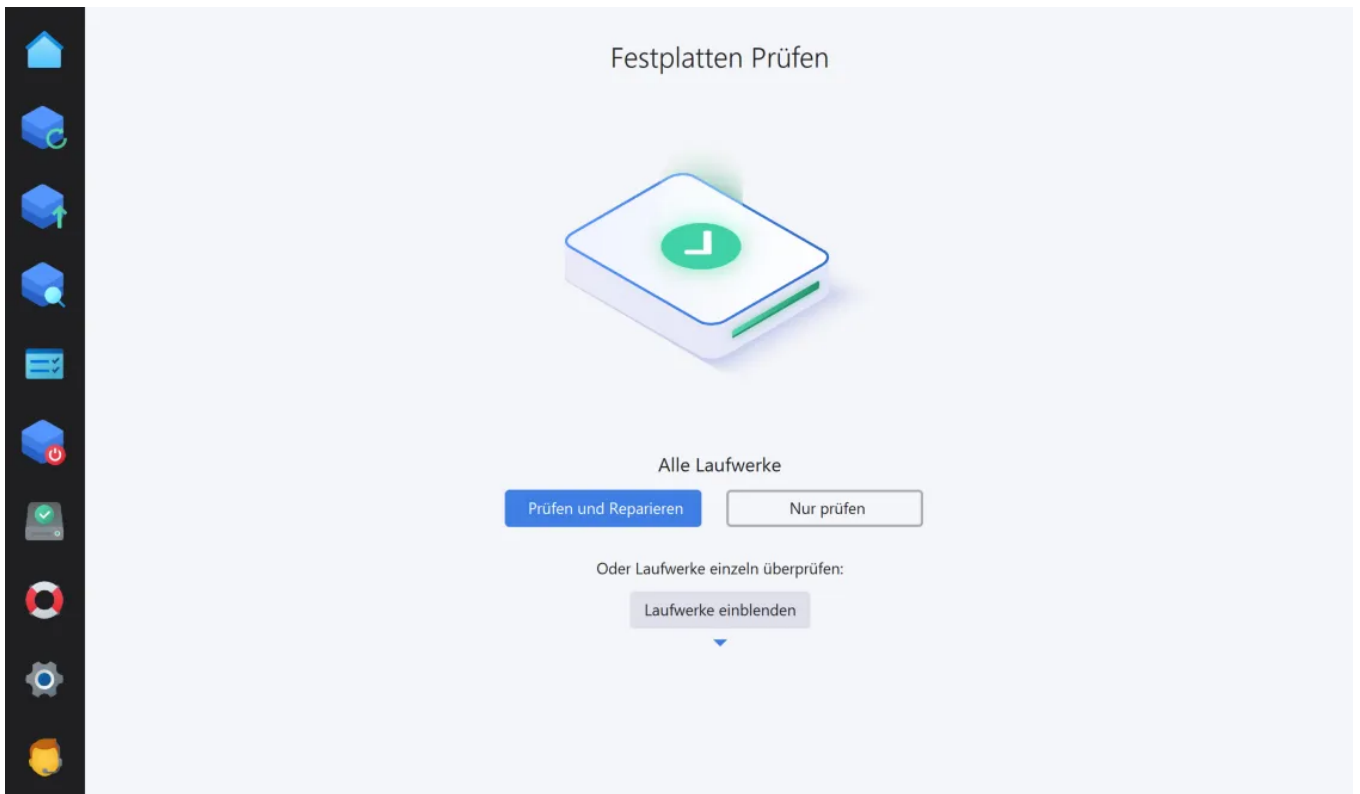 Festplatten Prüfen
Alle Laufwerke
Prüfen und Reparieren
Nur prüfen
Oder Laufwerke einzeln überprüfen:
Laufwerke einblenden